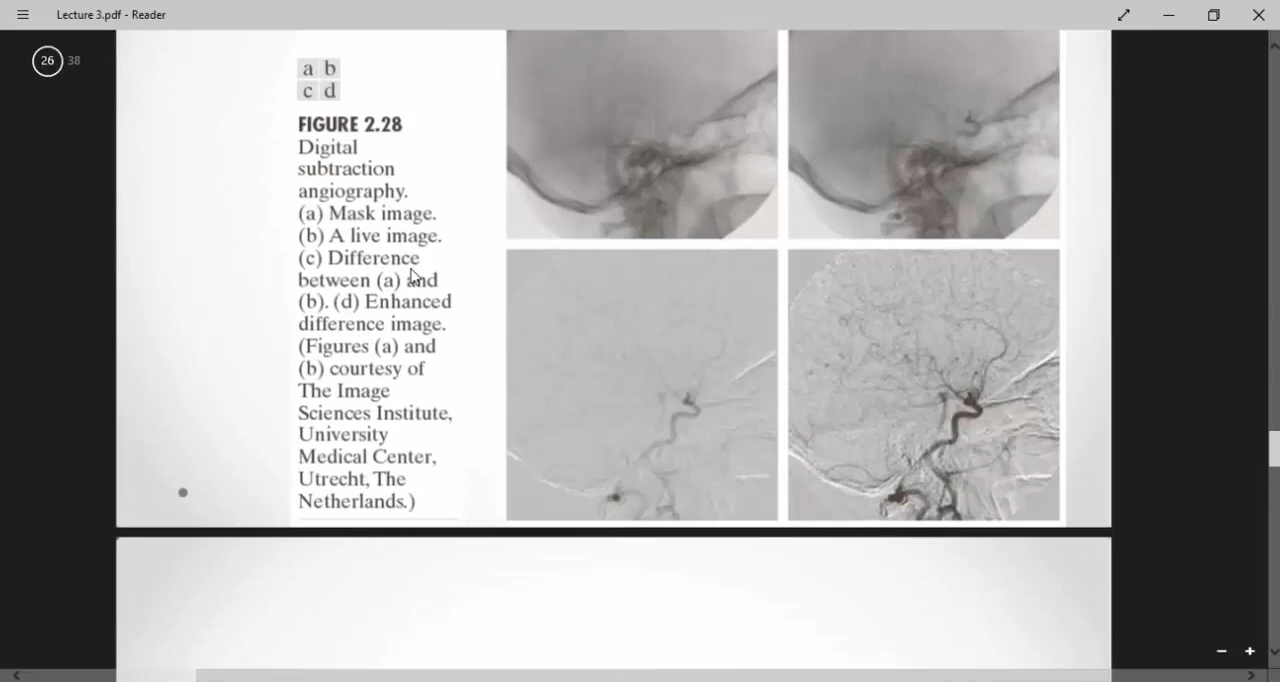 Lecture 3.pdf - Reader
26 38
a b
c d
FIGURE 2.28
Digital
subtraction
angiography.
(a) Mask image.
(b) A live image.
(c) Difference
between (a) and
(b). (d) Enhanced
difference image.
(Figures (a) and
(b) courtesy of
The Image
Sciences Institute,
University
Medical Center,
Utrecht, The
Netherlands.)